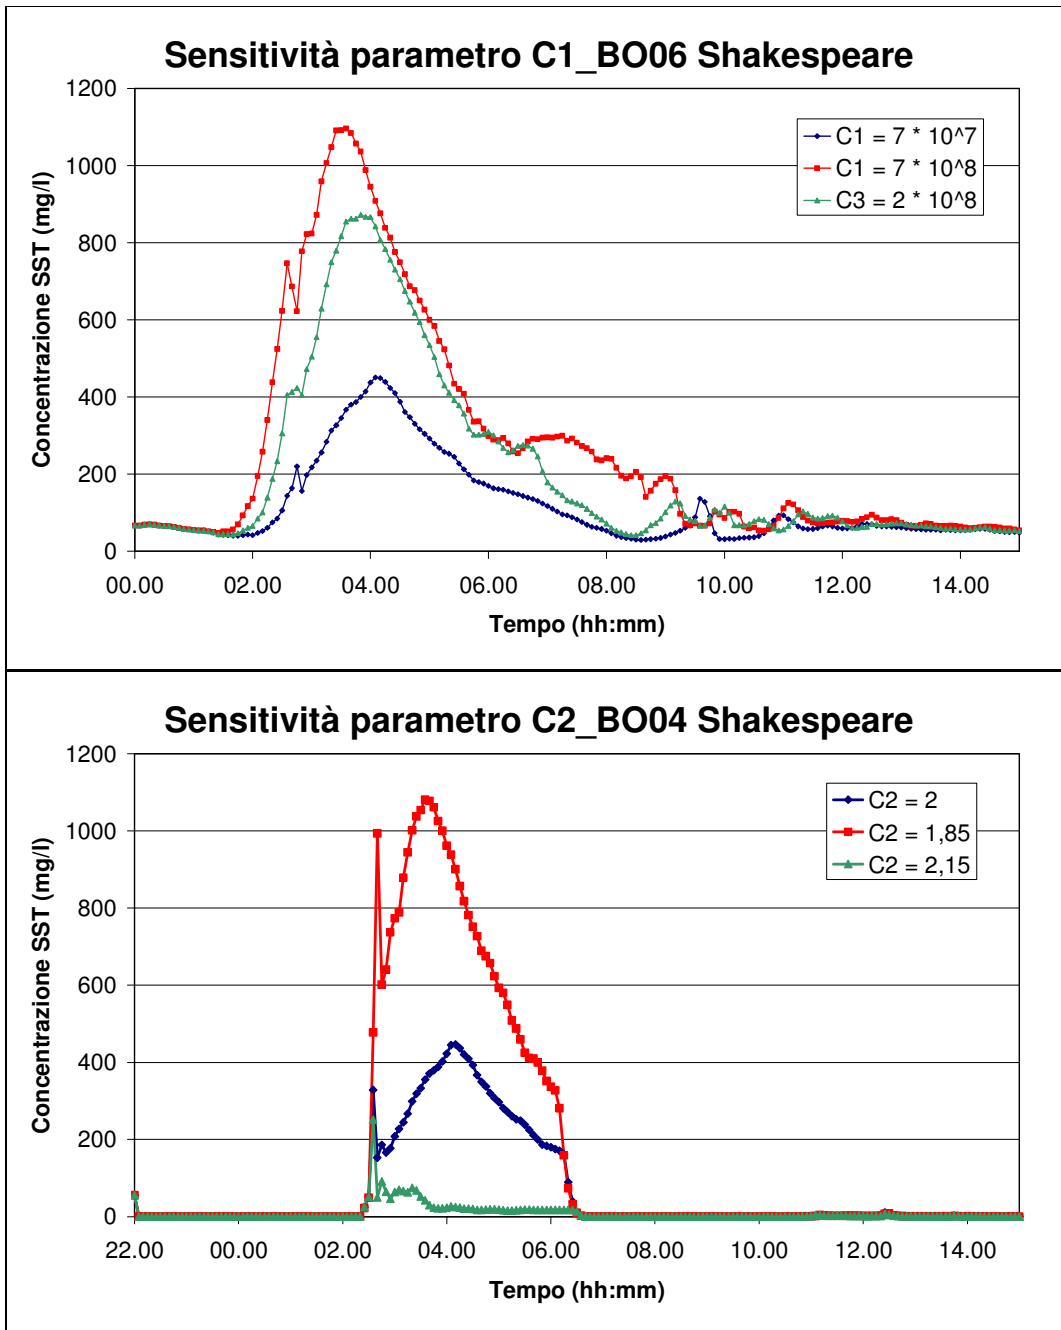 Sensitività parametro C1_BO06 Shakespeare
1200
1000
800
600
400
200
0
Concentrazione SST (mg/l)
C1 = 7 * 10^7
C1 = 7 * 10^8
C3 = 2 * 10^8
00.00 02.00 04.00 06.00 08.00 10.00 12.00 14.00
Tempo (hh:mm)
Sensitività parametro C2_BO04 Shakespeare
1200
1000
800
600
400
200
0
Concentrazione SST (mg/l)
C2 = 2
C2 = 1,85
C2 = 2,15
22.00 00.00 02.00 04.00 06.00 08.00 10.00 12.00 14.00
Tempo (hh:mm)